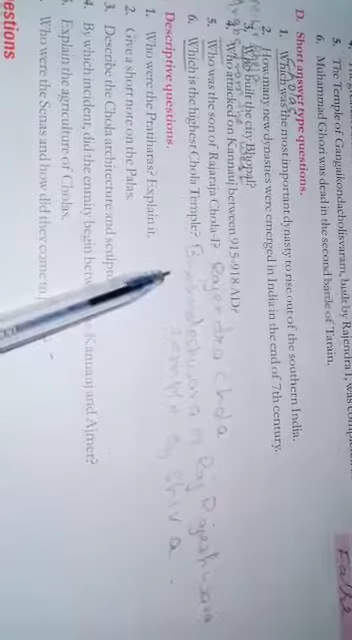 5. The Temple of Gangaikondacholisvaram, built by Rajendra I, was
6. Muhammad Ghori was dead in the second battle of Tarain.
False
D. Short answer type questions.
1. Which was the most important dynasty to rise out of the southern India.
2. How many new dynasties were emerged in India in the end of 7th century.
3. Who built the city Bhopal?
4. Who attacked on Kannauj between 915-918 AD?
5. Who was the son of Rajaraja Chola-I? Rajendra Chola
6. Which is the highest Chola Temple?
temple of Shiva.
Descriptive questions.
1. Who were the Pratiharas? Explain it.
2. Give a short note on the Palas.
3. Describe the Chola architecture and
4. By which incident, did the enmity begin Kannauj and Ajmer?
Explain the agriculture of Cholas.
Who were the Senas and how did they come to
estions